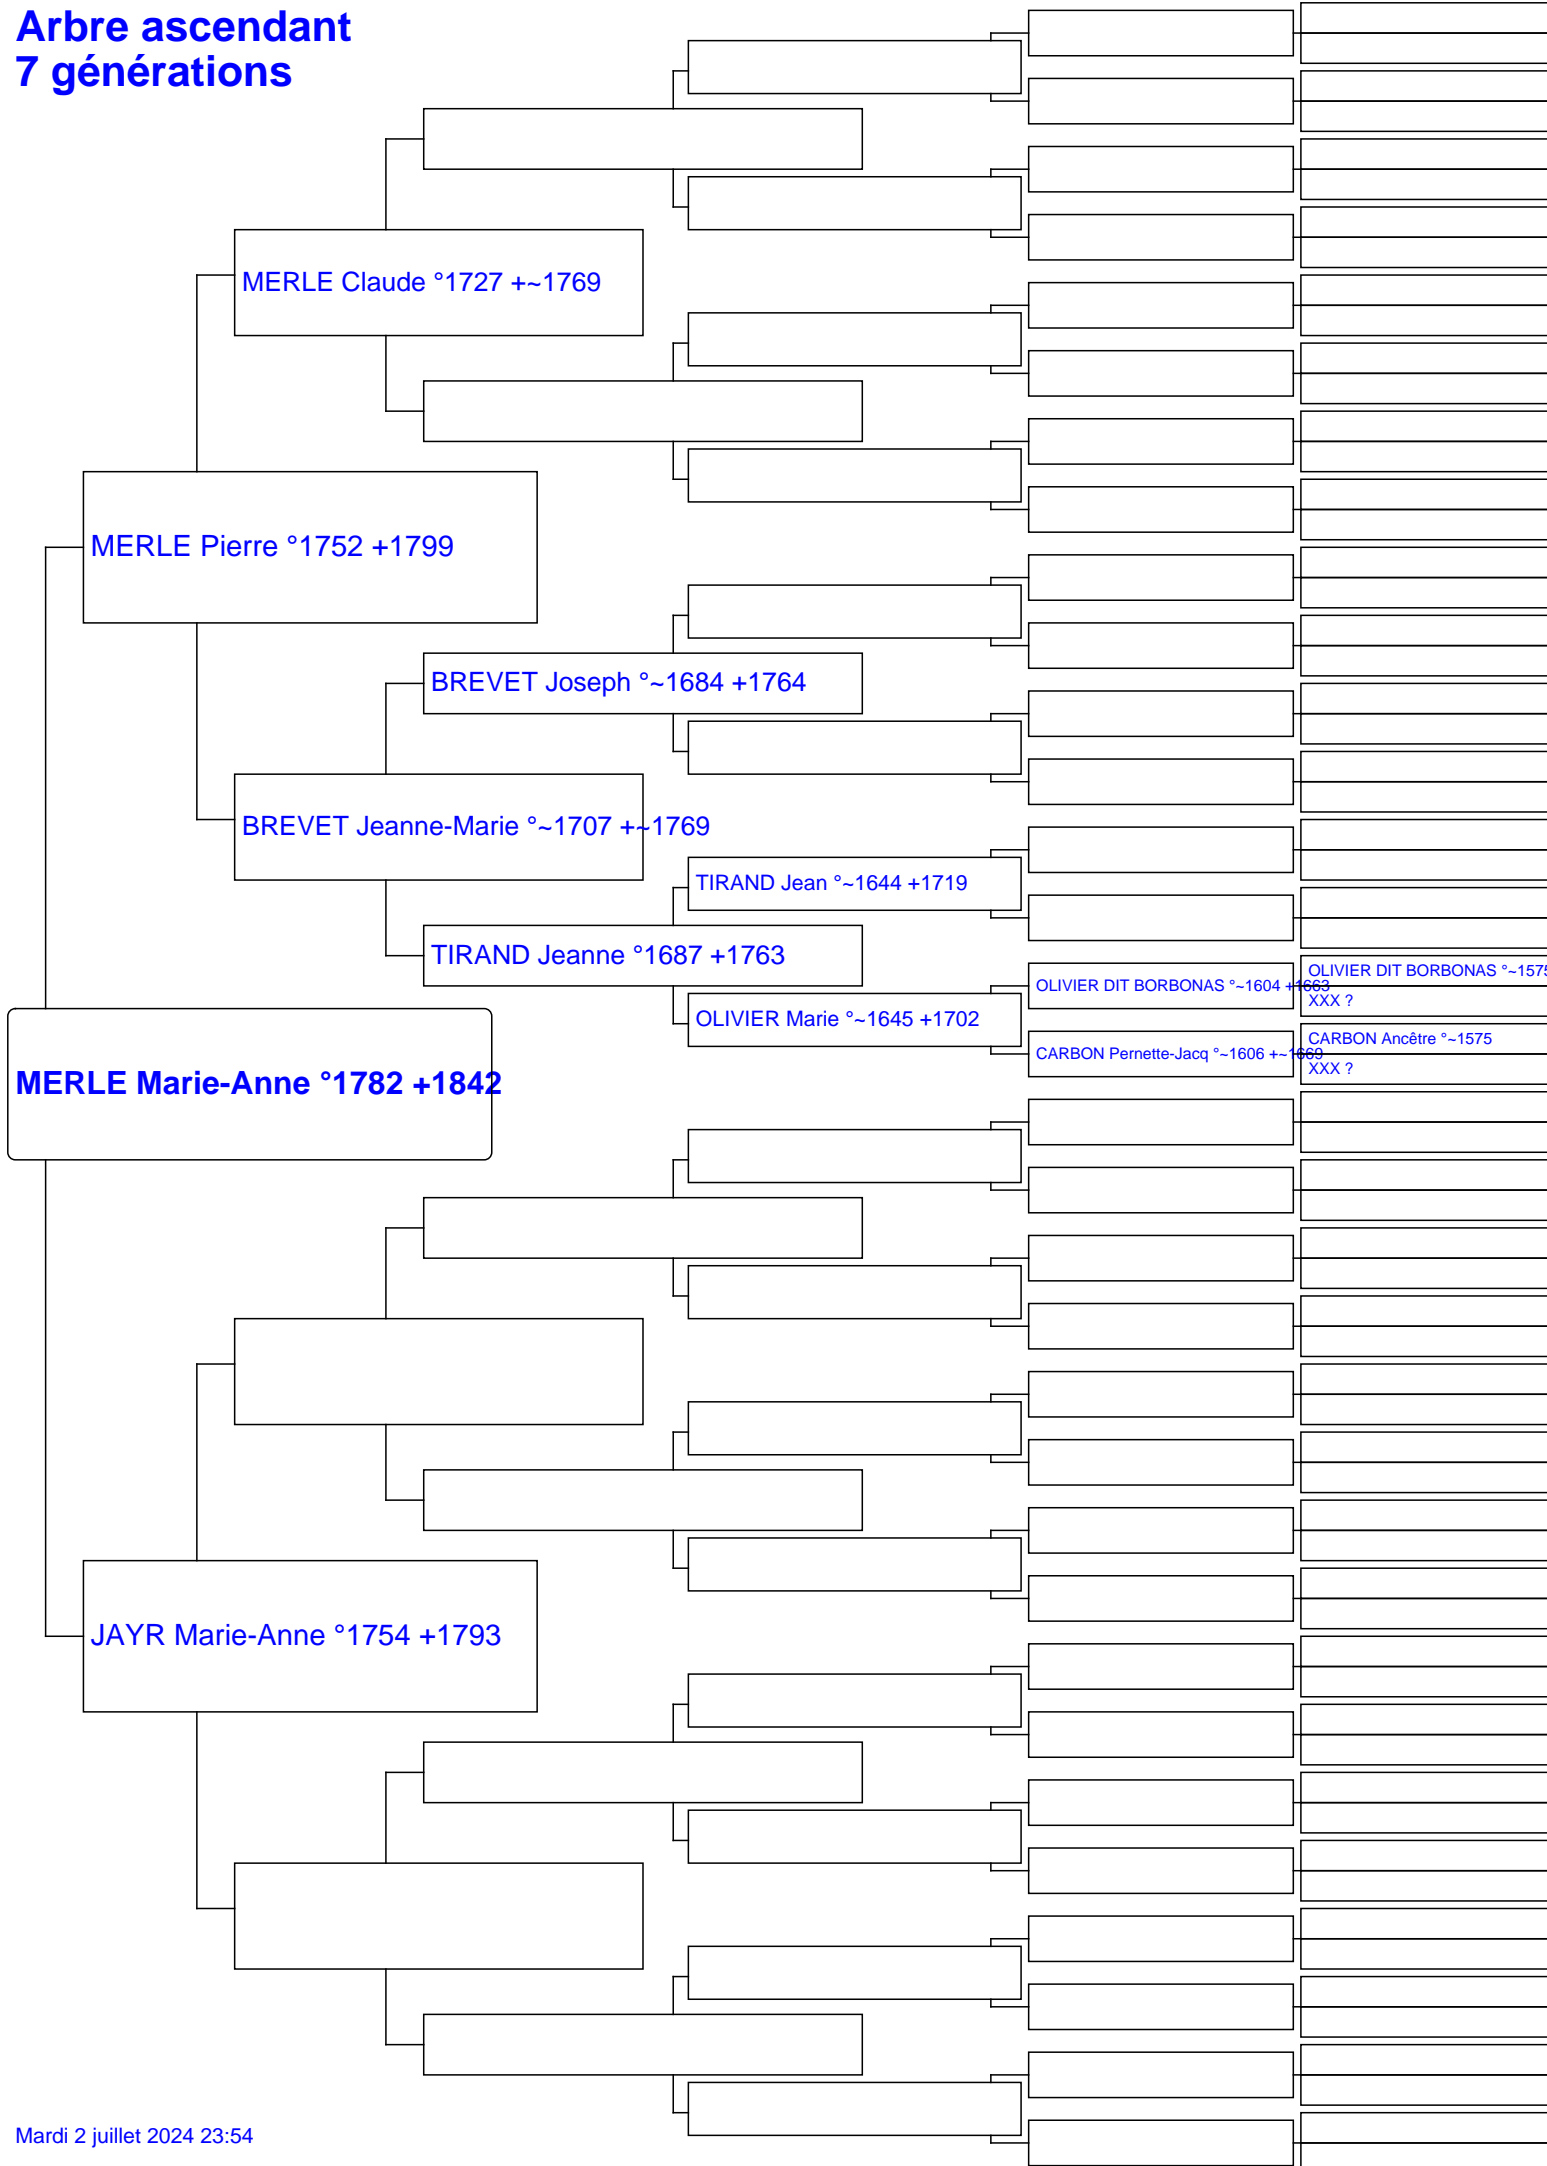 Arbre ascendant
7 générations
MERLE Claude °1727 +~1769
MERLE Pierre °1752 +1799
BREVET Joseph °~1684 +1764
BREVET Jeanne-Marie °~1707 +~1769
TIRAND Jean °~1644 +1719
TIRAND Jeanne °1687 +1763
OLIVIER DIT BORBONAS °~1604 +1663
OLIVIER DIT BORBONAS °~1575
XXX ?
OLIVIER Marie °~1645 +1702
CARBON Pernette-Jacq °~1606 +~1669
CARBON Ancêtre °~1575
XXX ?
MERLE Marie-Anne °1782 +1842
JAYR Marie-Anne °1754 +1793
Mardi 2 juillet 2024 23:54